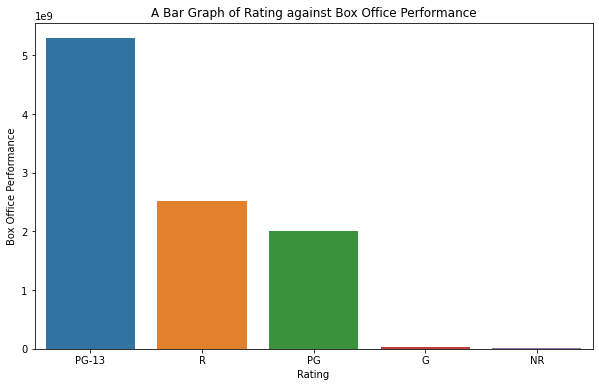 A Bar Graph of Rating against Box Office Performance
1e9
5
4
3
2
1
0
Box Office Performance
PG-13 R PG G NR
Rating